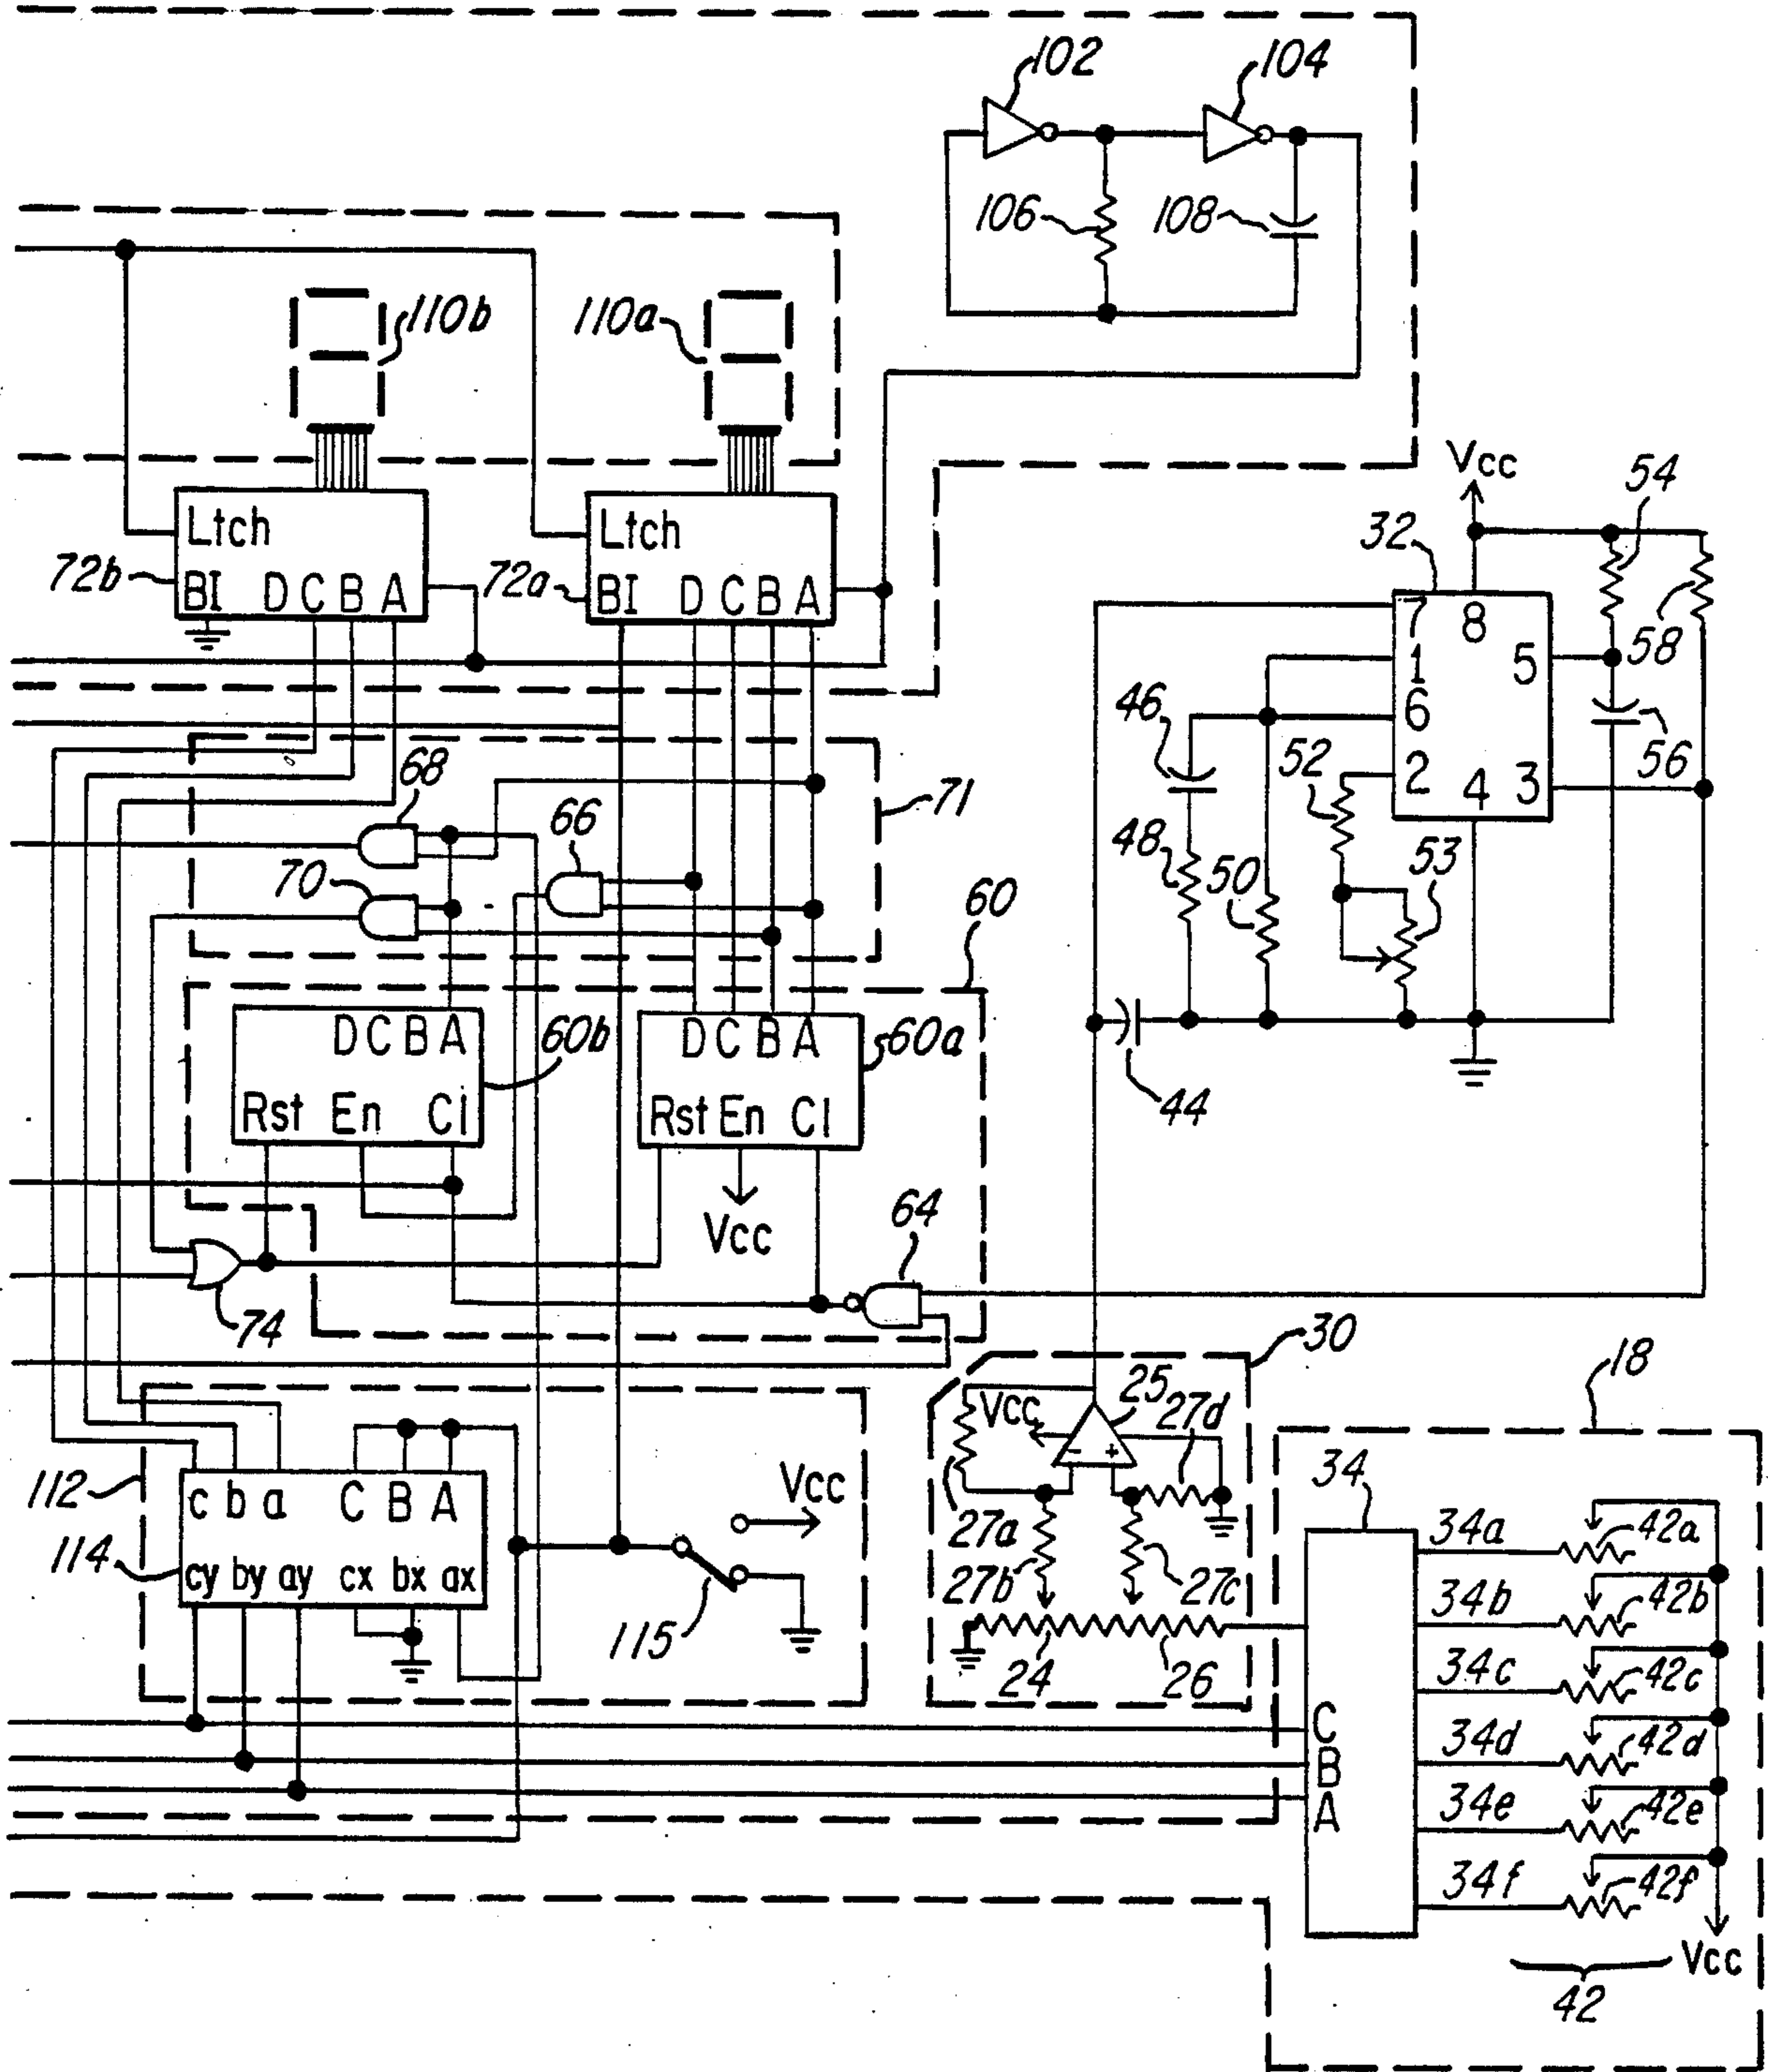 102
104
106
108
110b
110a
Vcc
54
Ltch
Ltch
32
72b
BI D C B A
72a
BI D C B A
7
8
1
5
58
6
46
52
2
4
3
56
68
66
71
48
50
53
70
60
D C B A
60b
D C B A
60a
Rst En Cl
Rst En Cl
44
Vcc
64
74
30
18
Vcc
25
27d
- +
34
112
c b a C B A
Vcc
27a
34a
42a
114
cy by ay cx bx ax
27b
27c
34b
42b
115
24
26
34c
42c
C
34d
42d
B
A
34e
42e
34f
42f
Vcc
42